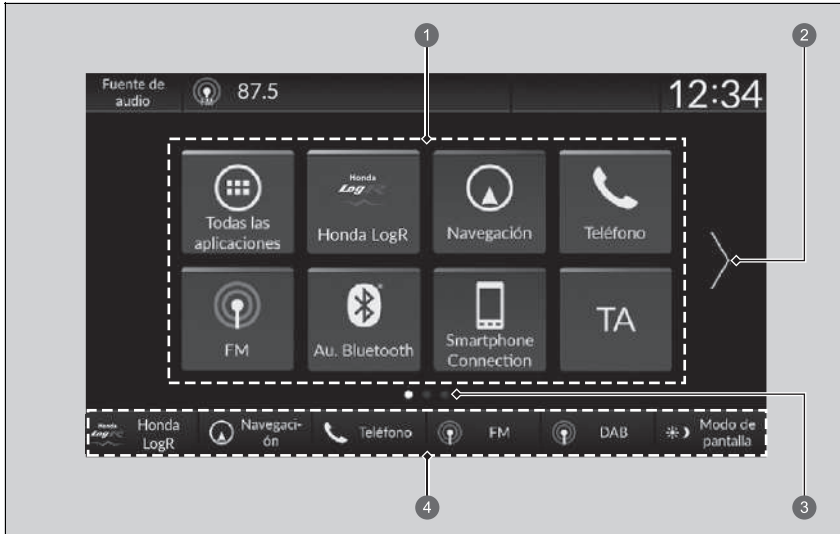 1
2
Fuente de
audio
FM
87.5
12:34
Honda
LogR
Todas las
aplicaciones
Honda LogR
Navegación
Teléfono
FM
Au. Bluetooth
Smartphone
Connection
TA
Honda
LogR
Honda
LogR
Navegaci-
ón
Teléfono
FM
DAB
Modo de
pantalla
4
3